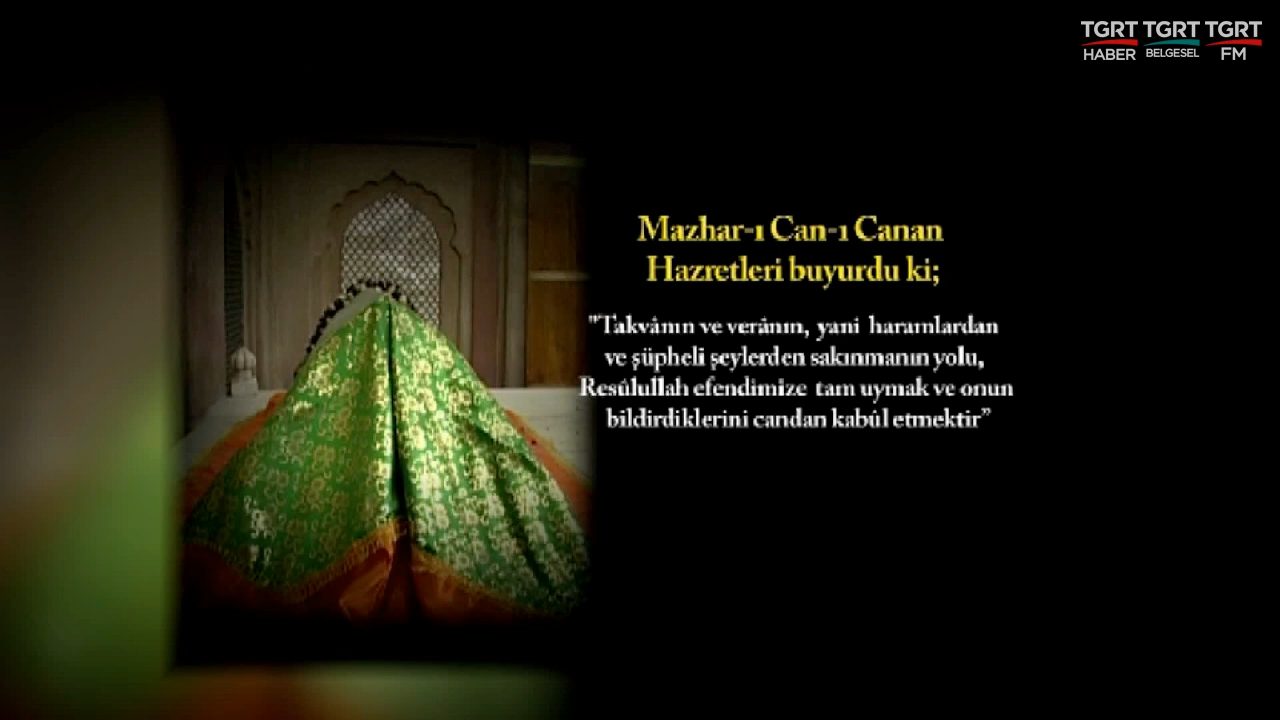 TGRT TGRT TGRT
HABER BELGESEL FM
Mazhar-ı Can-ı Canan
Hazretleri buyurdu ki;
"Takvânın ve verânın, yani haramlardan
ve şüpheli şeylerden sakınmanın yolu,
Resûlullah efendimize tam uymak ve onun
bildirdiklerini candan kabûl etmektir”